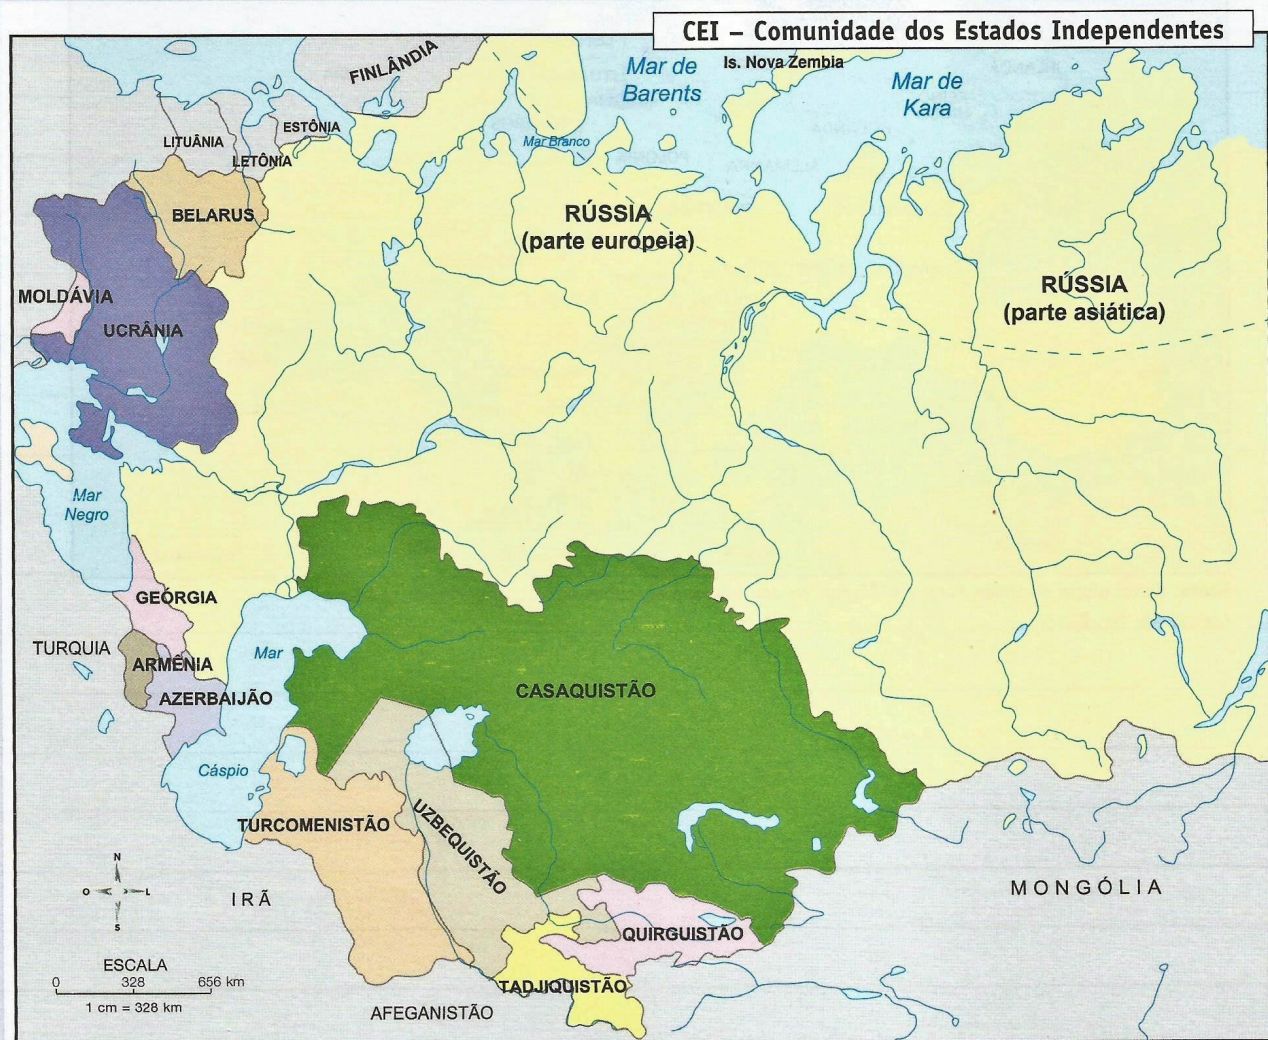 CEI – Comunidade dos Estados Independentes
FINLÂNDIA
Mar de
Barents
Is. Nova Zembia
Mar de
Kara
ESTÔNIA
LITUÂNIA
LETÔNIA
Mar Branco
BELARUS
RÚSSIA
(parte europeia)
RÚSSIA
(parte asiática)
MOLDÁVIA
UCRÂNIA
Mar
Negro
GEÓRGIA
TURQUIA
ARMÊNIA
Mar
AZERBAIJÃO
CASAQUISTÃO
Cáspio
TURCOMENISTÃO
UZBEQUISTÃO
N
O
L
S
IRÃ
MONGÓLIA
QUIRGUISTÃO
TADJIQUISTÃO
AFEGANISTÃO
ESCALA
0 328 656 km
1 cm = 328 km